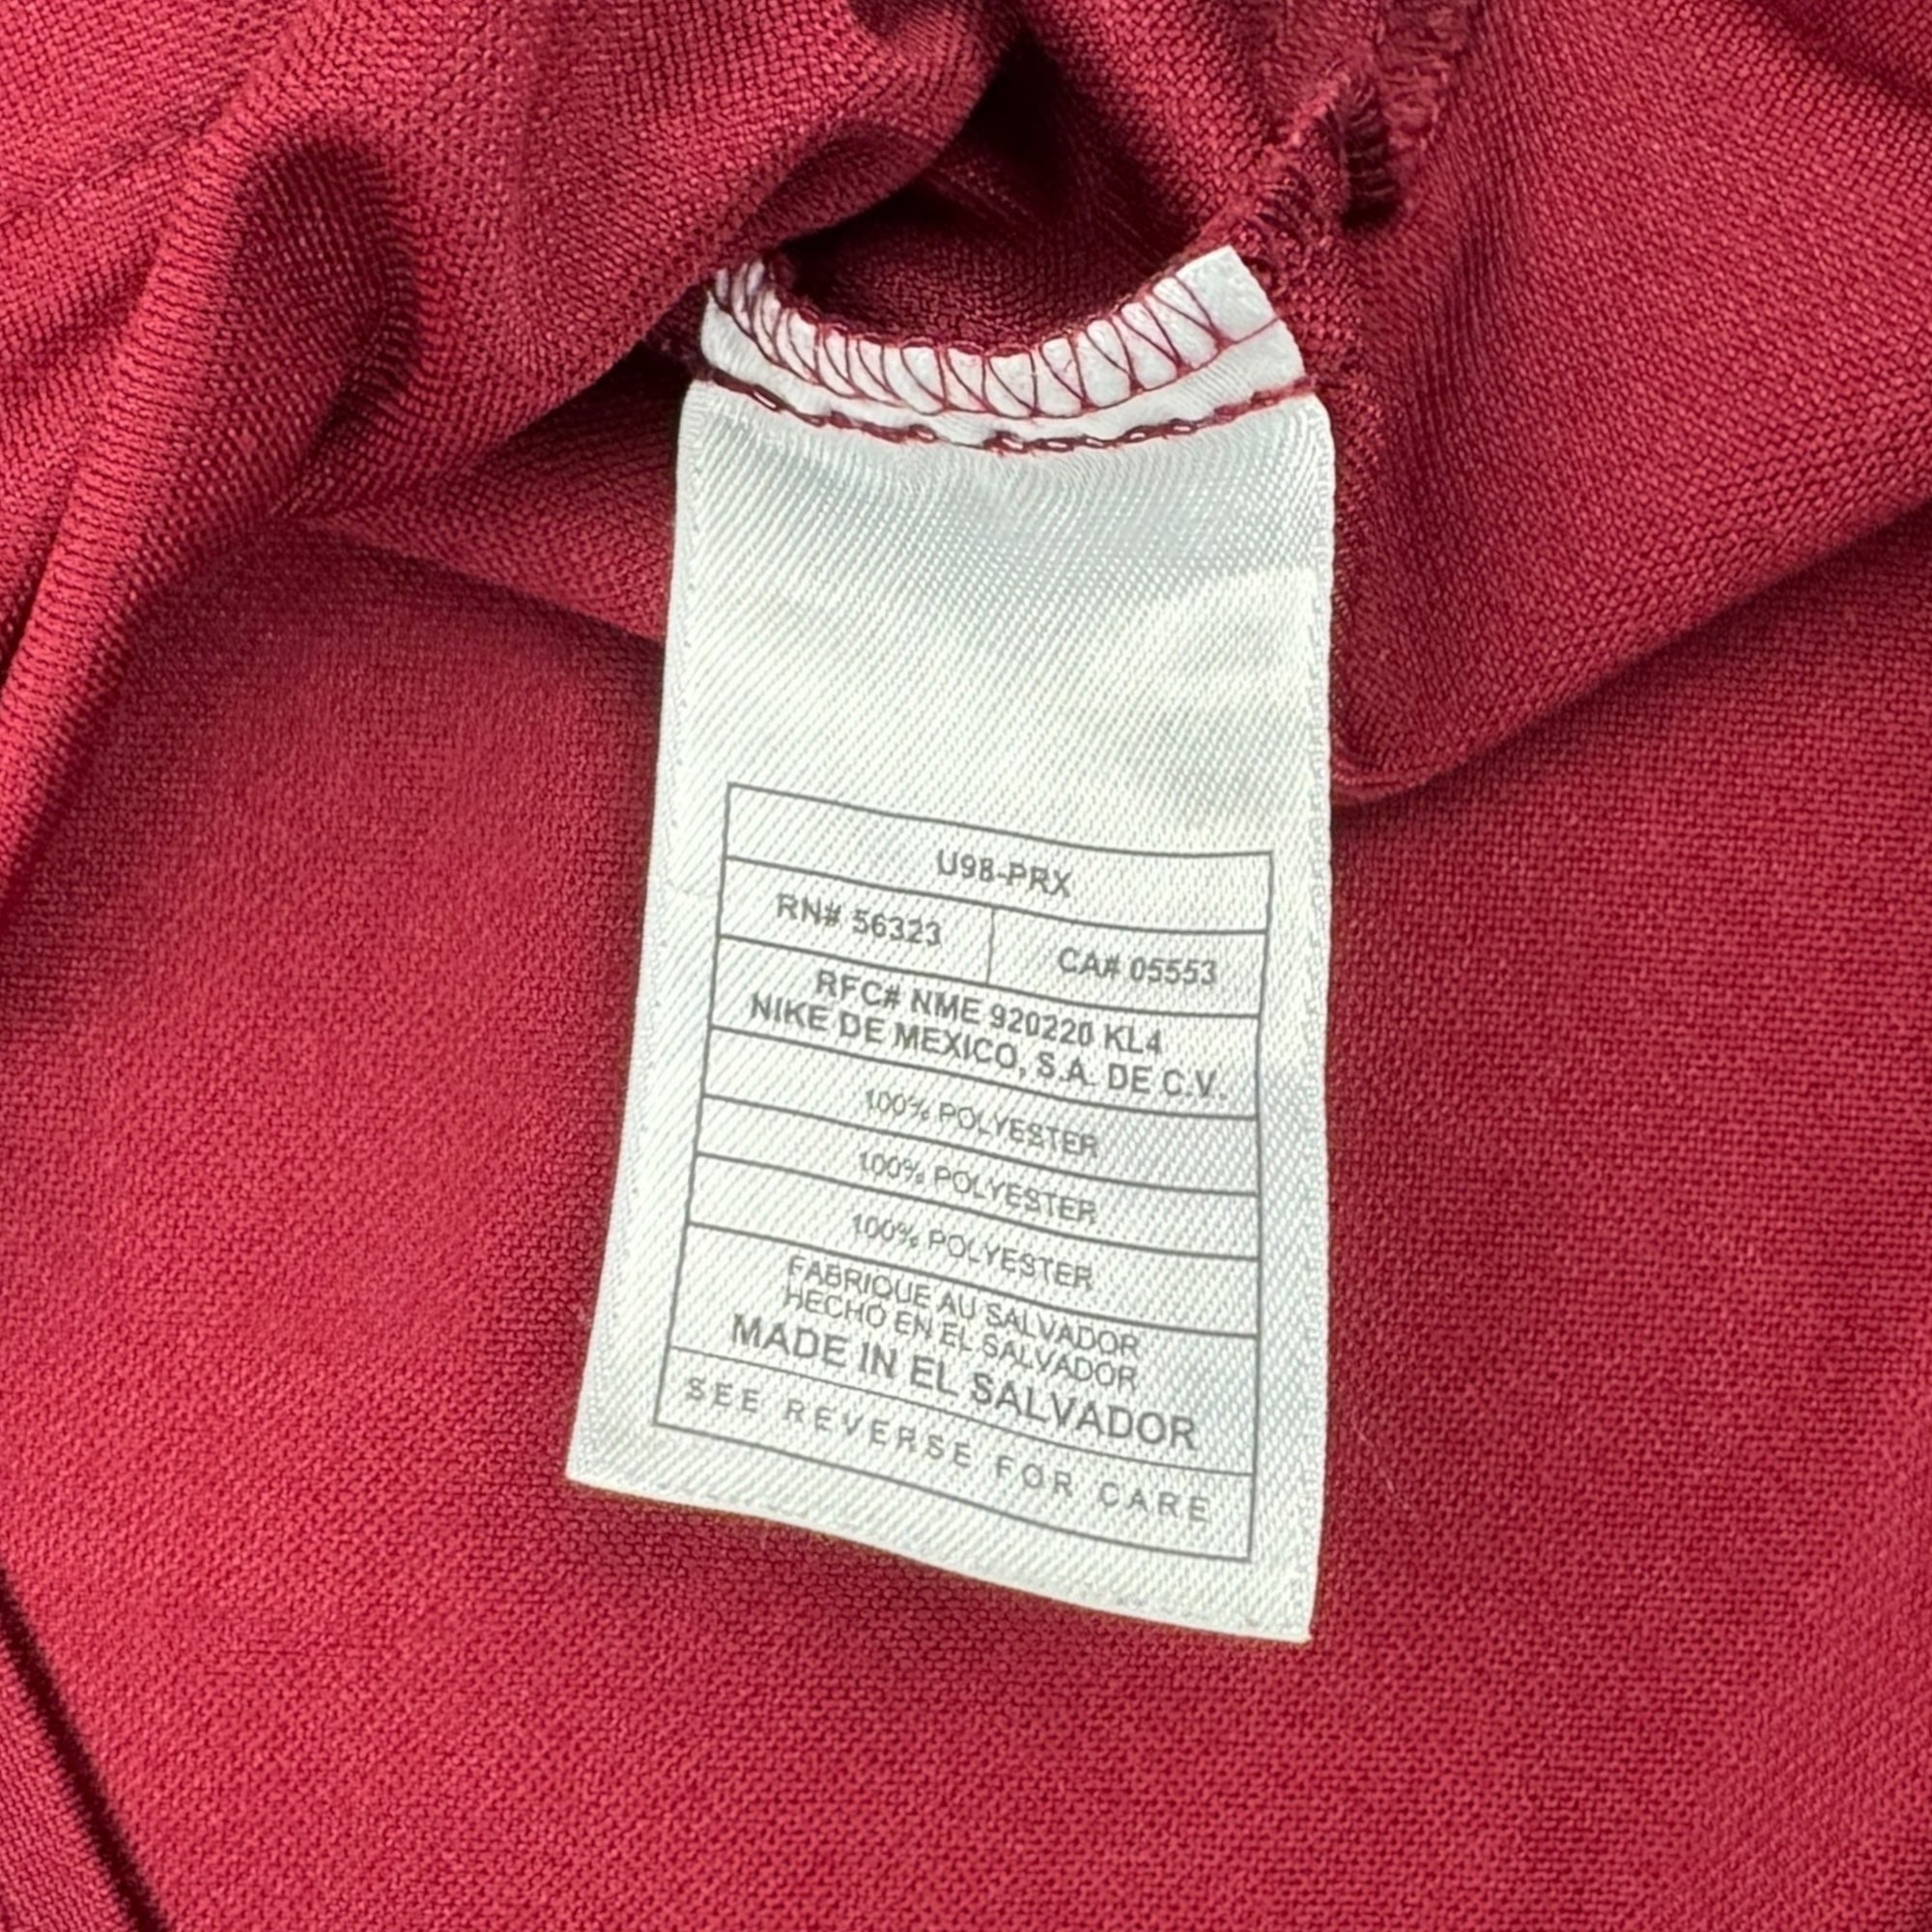 U98-PRX
RN# 56323
CA# 05553
RFC# NME 920220 KL4
NIKE DE MEXICO, S.A. DE C.V.
100% POLYESTER
100% POLYESTER
100% POLYESTER
FABRIQUE AU SALVADOR
HECHO EN EL SALVADOR
MADE IN EL SALVADOR
SEE REVERSE FOR CARE